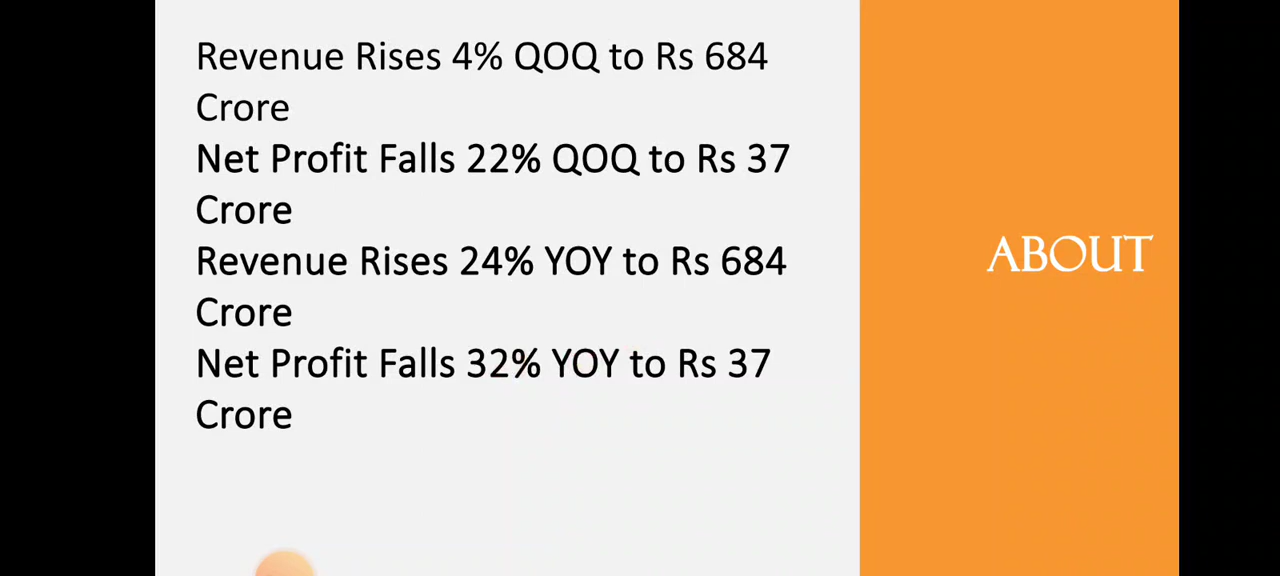 Revenue Rises 4% QOQ to Rs 684
Crore
Net Profit Falls 22% QOQ to Rs 37
Crore
Revenue Rises 24% YOY to Rs 684
Crore
Net Profit Falls 32% YOY to Rs 37
Crore
ABOUT